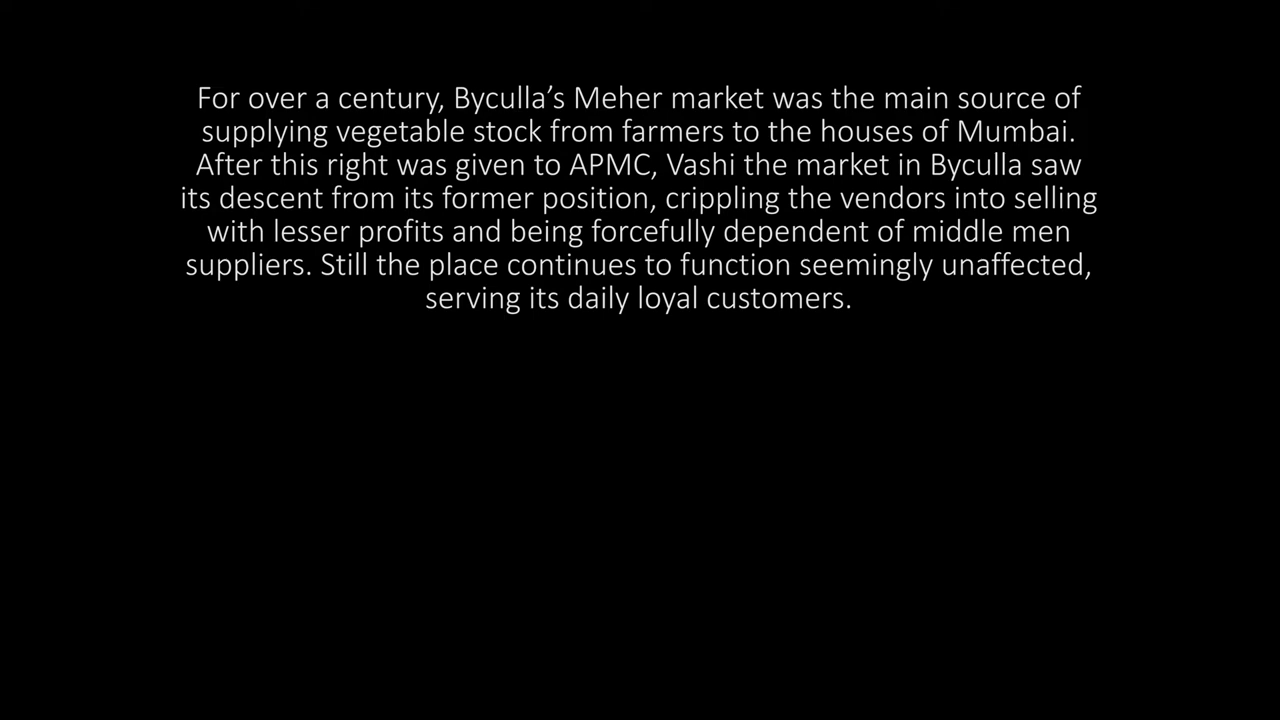 For over a century, Byculla’s Meher market was the main source of
supplying vegetable stock from farmers to the houses of Mumbai.
After this right was given to APMC, Vashi the market in Byculla saw
its descent from its former position, crippling the vendors into selling
with lesser profits and being forcefully dependent of middle men
suppliers. Still the place continues to function seemingly unaffected,
serving its daily loyal customers.